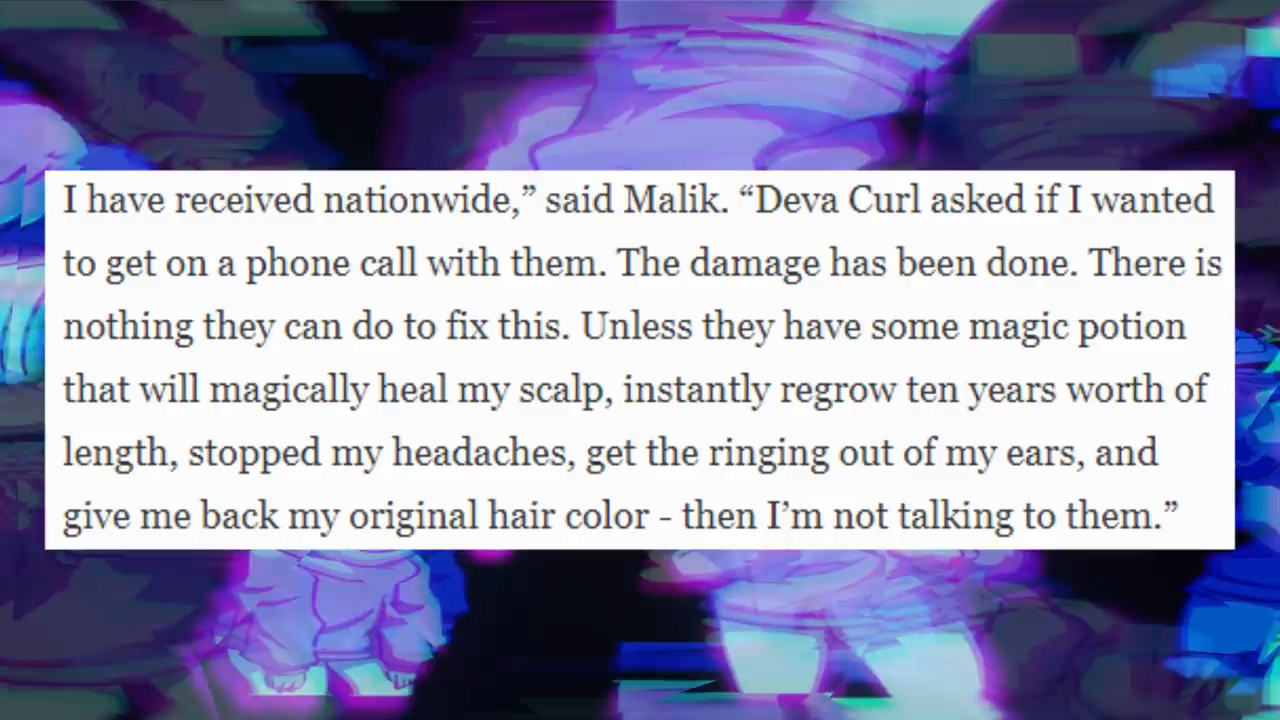 I have received nationwide,” said Malik. “Deva Curl asked if I wanted
to get on a phone call with them. The damage has been done. There is
nothing they can do to fix this. Unless they have some magic potion
that will magically heal my scalp, instantly regrow ten years worth of
length, stopped my headaches, get the ringing out of my ears, and
give me back my original hair color - then I’m not talking to them.”